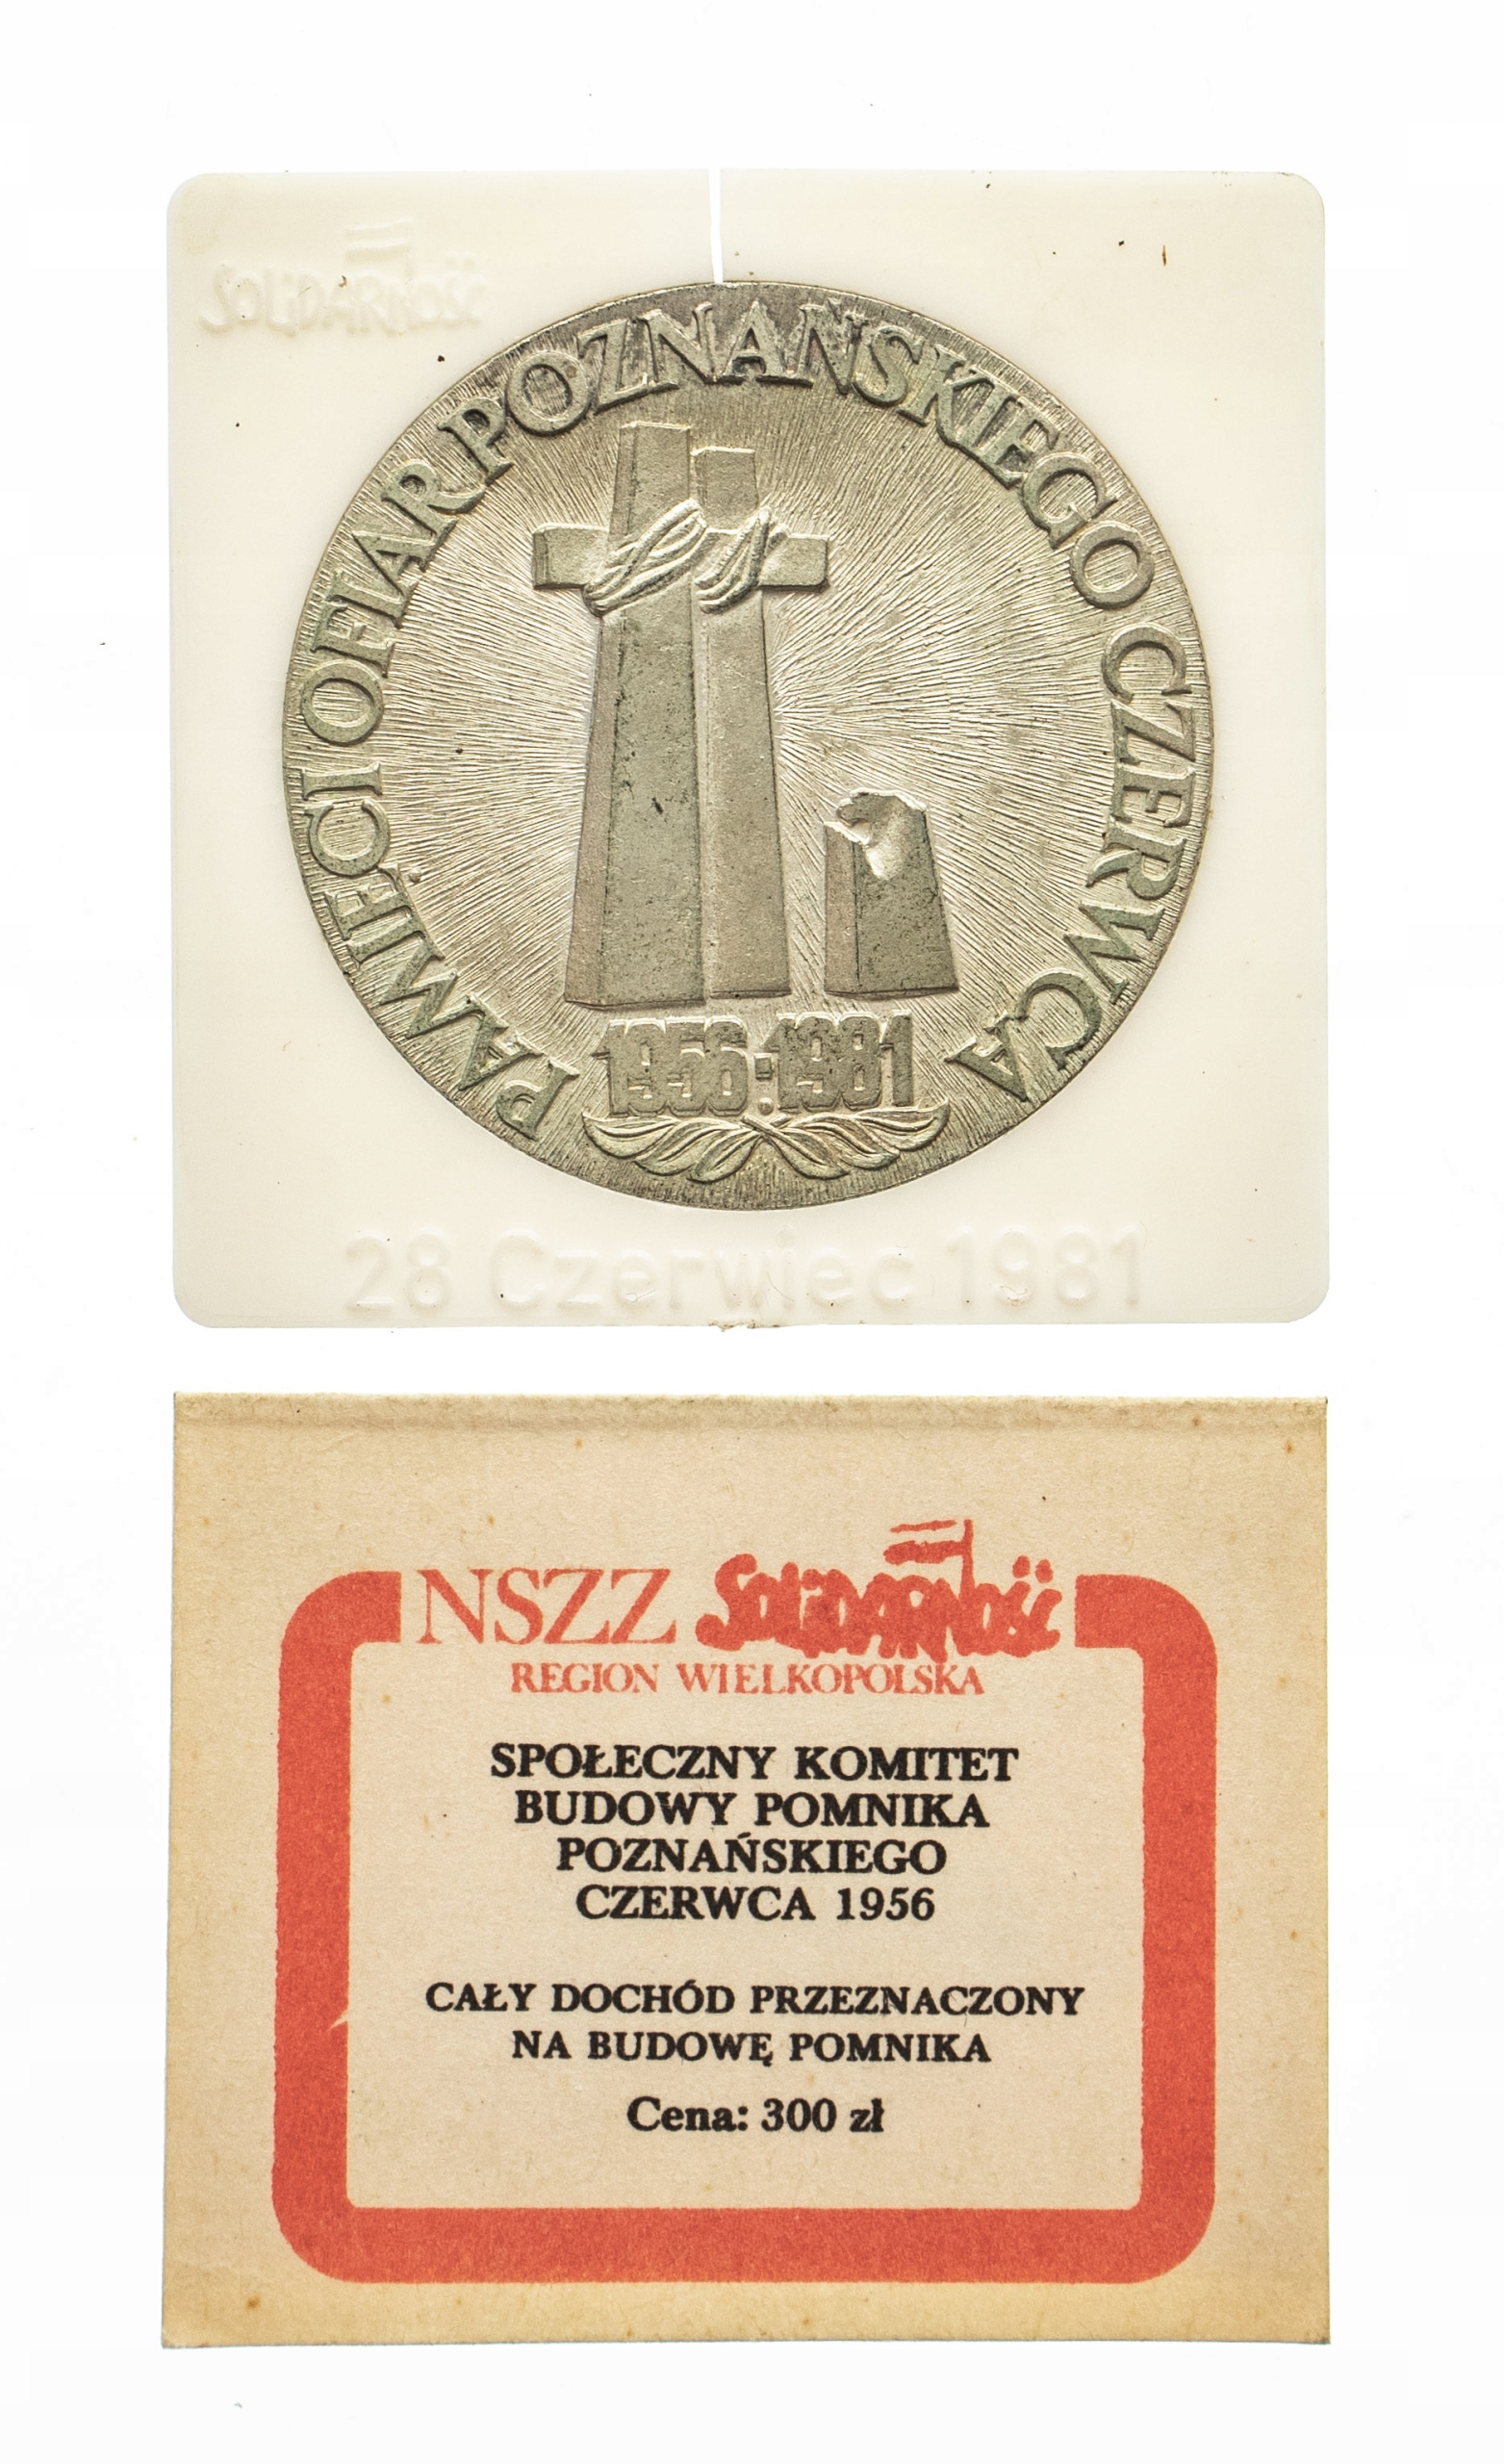 SOLIDARNOŚĆ
PAMIĘCI OFIAR POZNAŃSKIEGO CZERWCA
1956·1981
28 Czerwiec 1981
NSZZ SOLIDARNOŚĆ
REGION WIELKOPOLSKA
SPOŁECZNY KOMITET
BUDOWY POMNIKA
POZNAŃSKIEGO
CZERWCA 1956
CAŁY DOCHÓD PRZEZNACZONY
NA BUDOWĘ POMNIKA
Cena: 300 zł